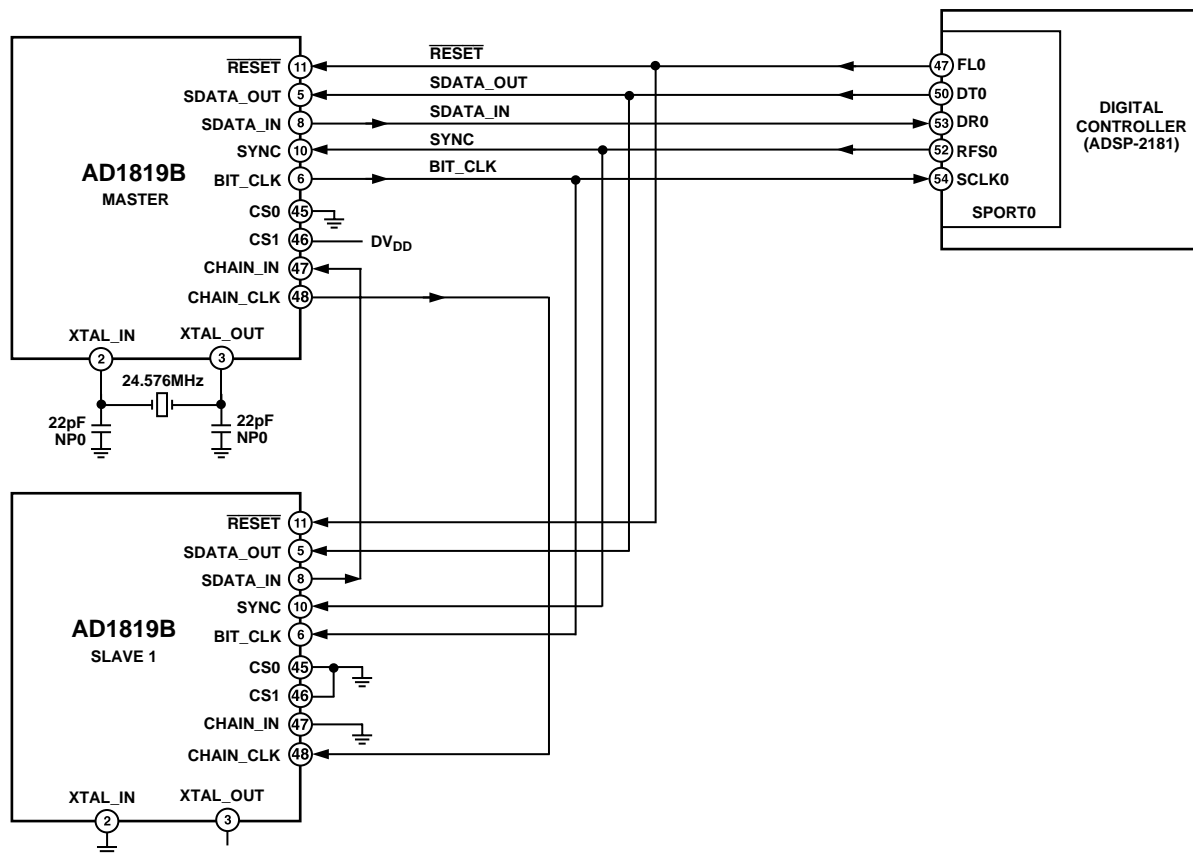 RESET 11
SDATA_OUT 5
SDATA_IN 8
SYNC 10
BIT_CLK 6
CS0 45
CS1 46 DVDD
CHAIN_IN 47
CHAIN_CLK 48
AD1819B
MASTER
XTAL_IN
2
XTAL_OUT
3
24.576MHz
22pF
NP0
22pF
NP0
RESET
SDATA_OUT
SDATA_IN
SYNC
BIT_CLK
47 FL0
50 DT0
53 DR0
52 RFS0
54 SCLK0
SPORT0
DIGITAL
CONTROLLER
(ADSP-2181)
RESET 11
SDATA_OUT 5
SDATA_IN 8
SYNC 10
BIT_CLK 6
CS0 45
CS1 46
CHAIN_IN 47
CHAIN_CLK 48
AD1819B
SLAVE 1
XTAL_IN
2
XTAL_OUT
3